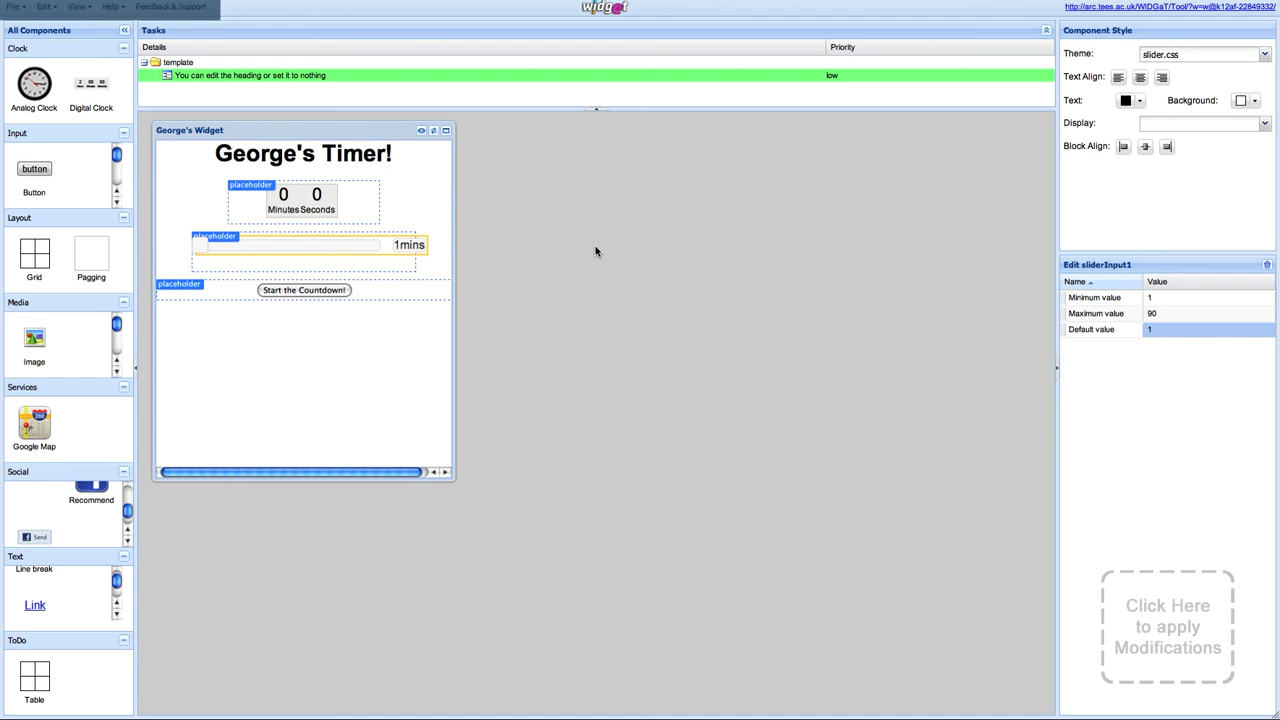 File
Edit
View
Help
Feedback & Support
widget
http://arc.tees.ac.uk/WIDGaT/Tool/?w=w@k12af-22849332/
All Components
Clock
Analog Clock
Digital Clock
Input
button
Button
Layout
Grid
Pagging
Media
Image
Services
Google Map
Social
Recommend
Send
Text
Line break
Link
ToDo
Table
Tasks
Details
Priority
template
You can edit the heading or set it to nothing
low
George's Widget
George's Timer!
placeholder
0 0
Minutes Seconds
placeholder
1mins
placeholder
Start the Countdown!
Component Style
Theme:
slider.css
Text Align:
Text:
Background:
Display:
Block Align:
Edit sliderInput1
Name
Value
Minimum value
1
Maximum value
90
Default value
1
Click Here
to apply
Modifications